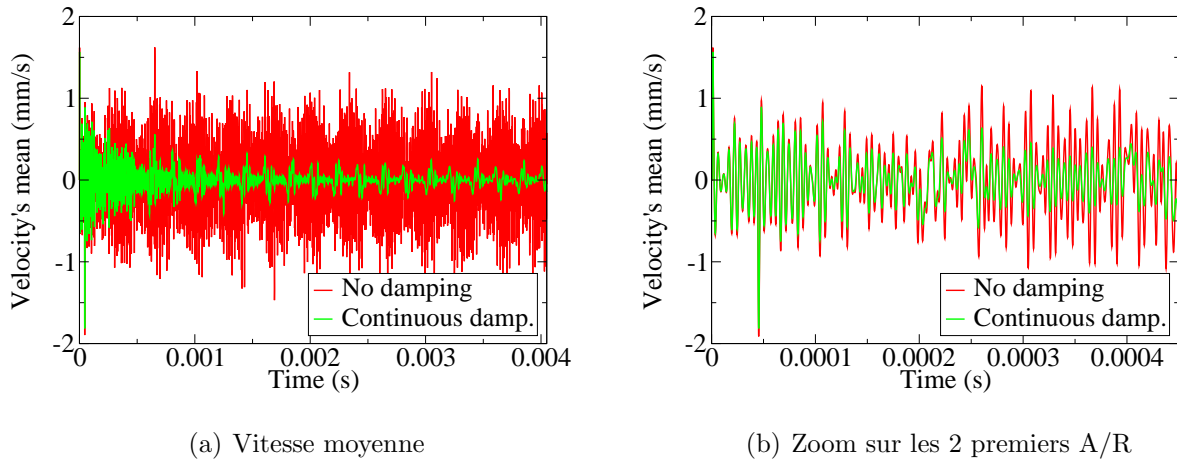 2
1
0
-1
-2
Velocity's mean (mm/s)
0
0.001
0.002
0.003
0.004
Time (s)
No damping
Continuous damp.
(a) Vitesse moyenne
2
1
0
-1
-2
Velocity's mean (mm/s)
0
0.0001
0.0002
0.0003
0.0004
Time (s)
No damping
Continuous damp.
(b) Zoom sur les 2 premiers A/R